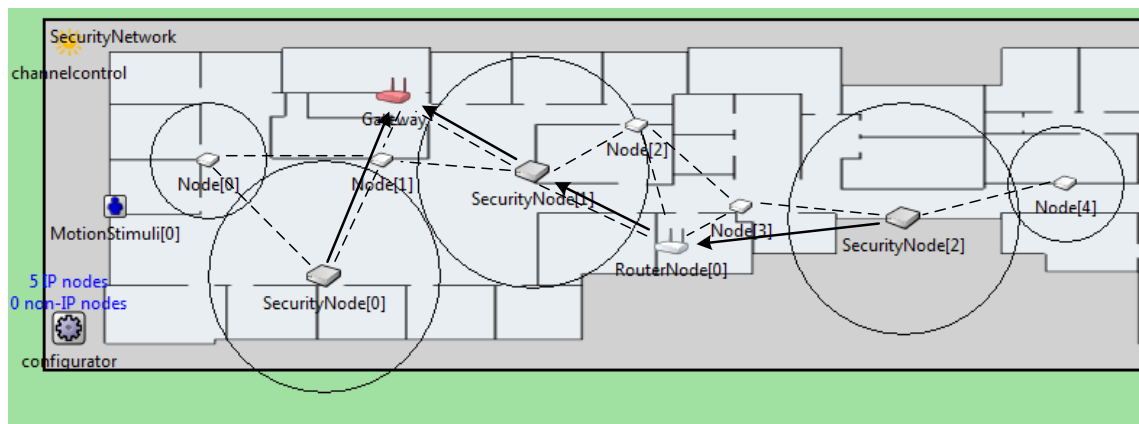 SecurityNetwork
channelcontrol
Gateway
Node[2]
Node[0]
Node[1]
SecurityNode[1]
Node[4]
MotionStimuli[0]
Node[3]
SecurityNode[2]
RouterNode[0]
5 IP nodes
0 non-IP nodes
SecurityNode[0]
configurator